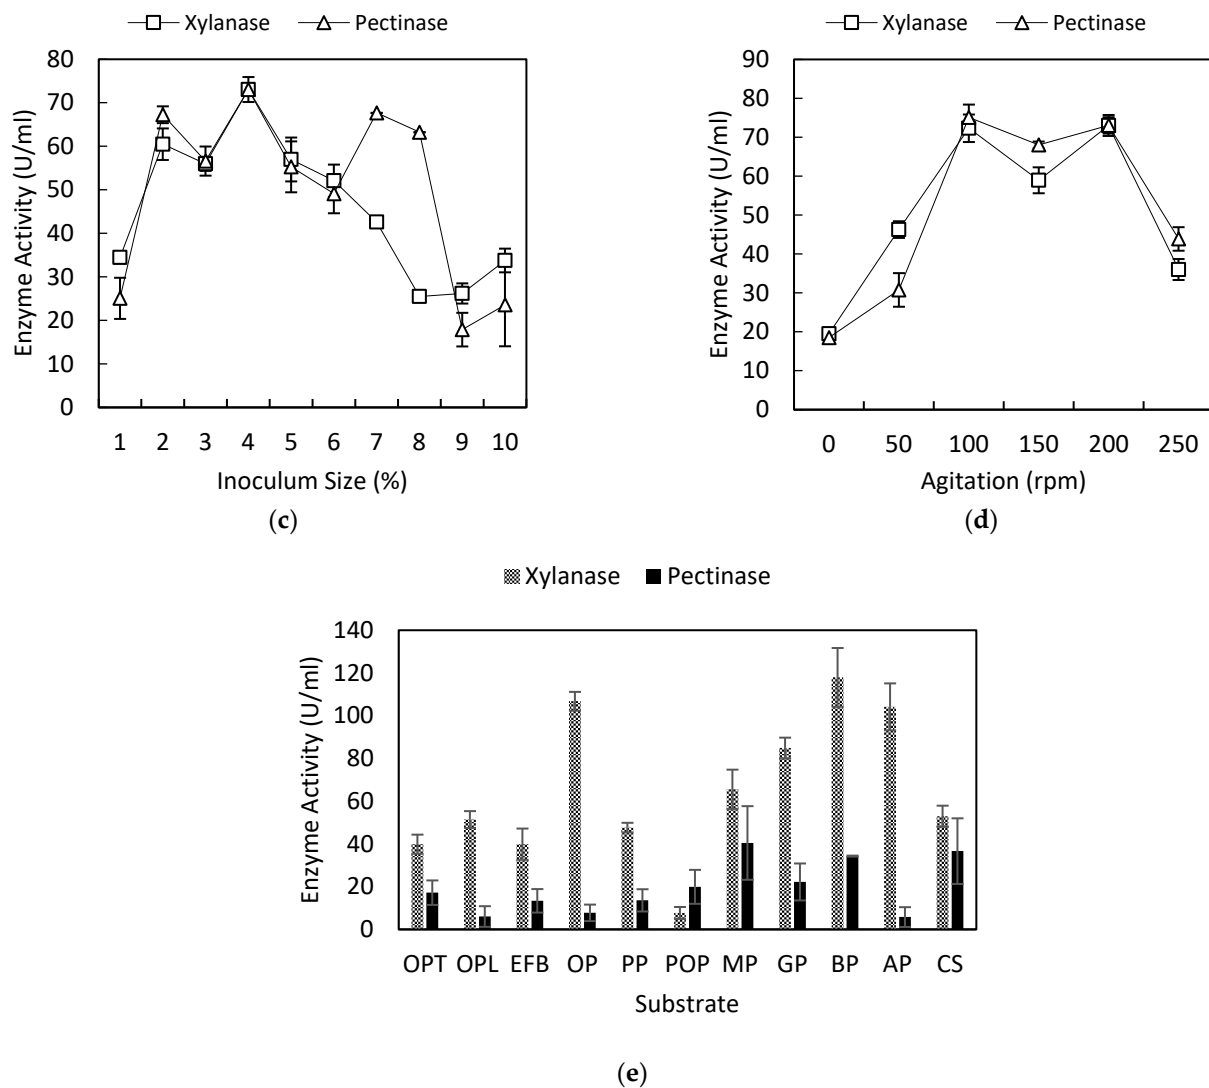 Xylanase Pectinase
80
70
60
50
40
30
20
10
0
Enzyme Activity (U/ml)
1 2 3 4 5 6 7 8 9 10
Inoculum Size (%)
(c)
Xylanase Pectinase
90
80
70
60
50
40
30
20
10
0
Enzyme Activity (U/ml)
0 50 100 150 200 250
Agitation (rpm)
(d)
Xylanase Pectinase
140
120
100
80
60
40
20
0
Enzyme Activity (U/ml)
OPT OPL EFB OP PP POP MP GP BP AP CS
Substrate
(e)